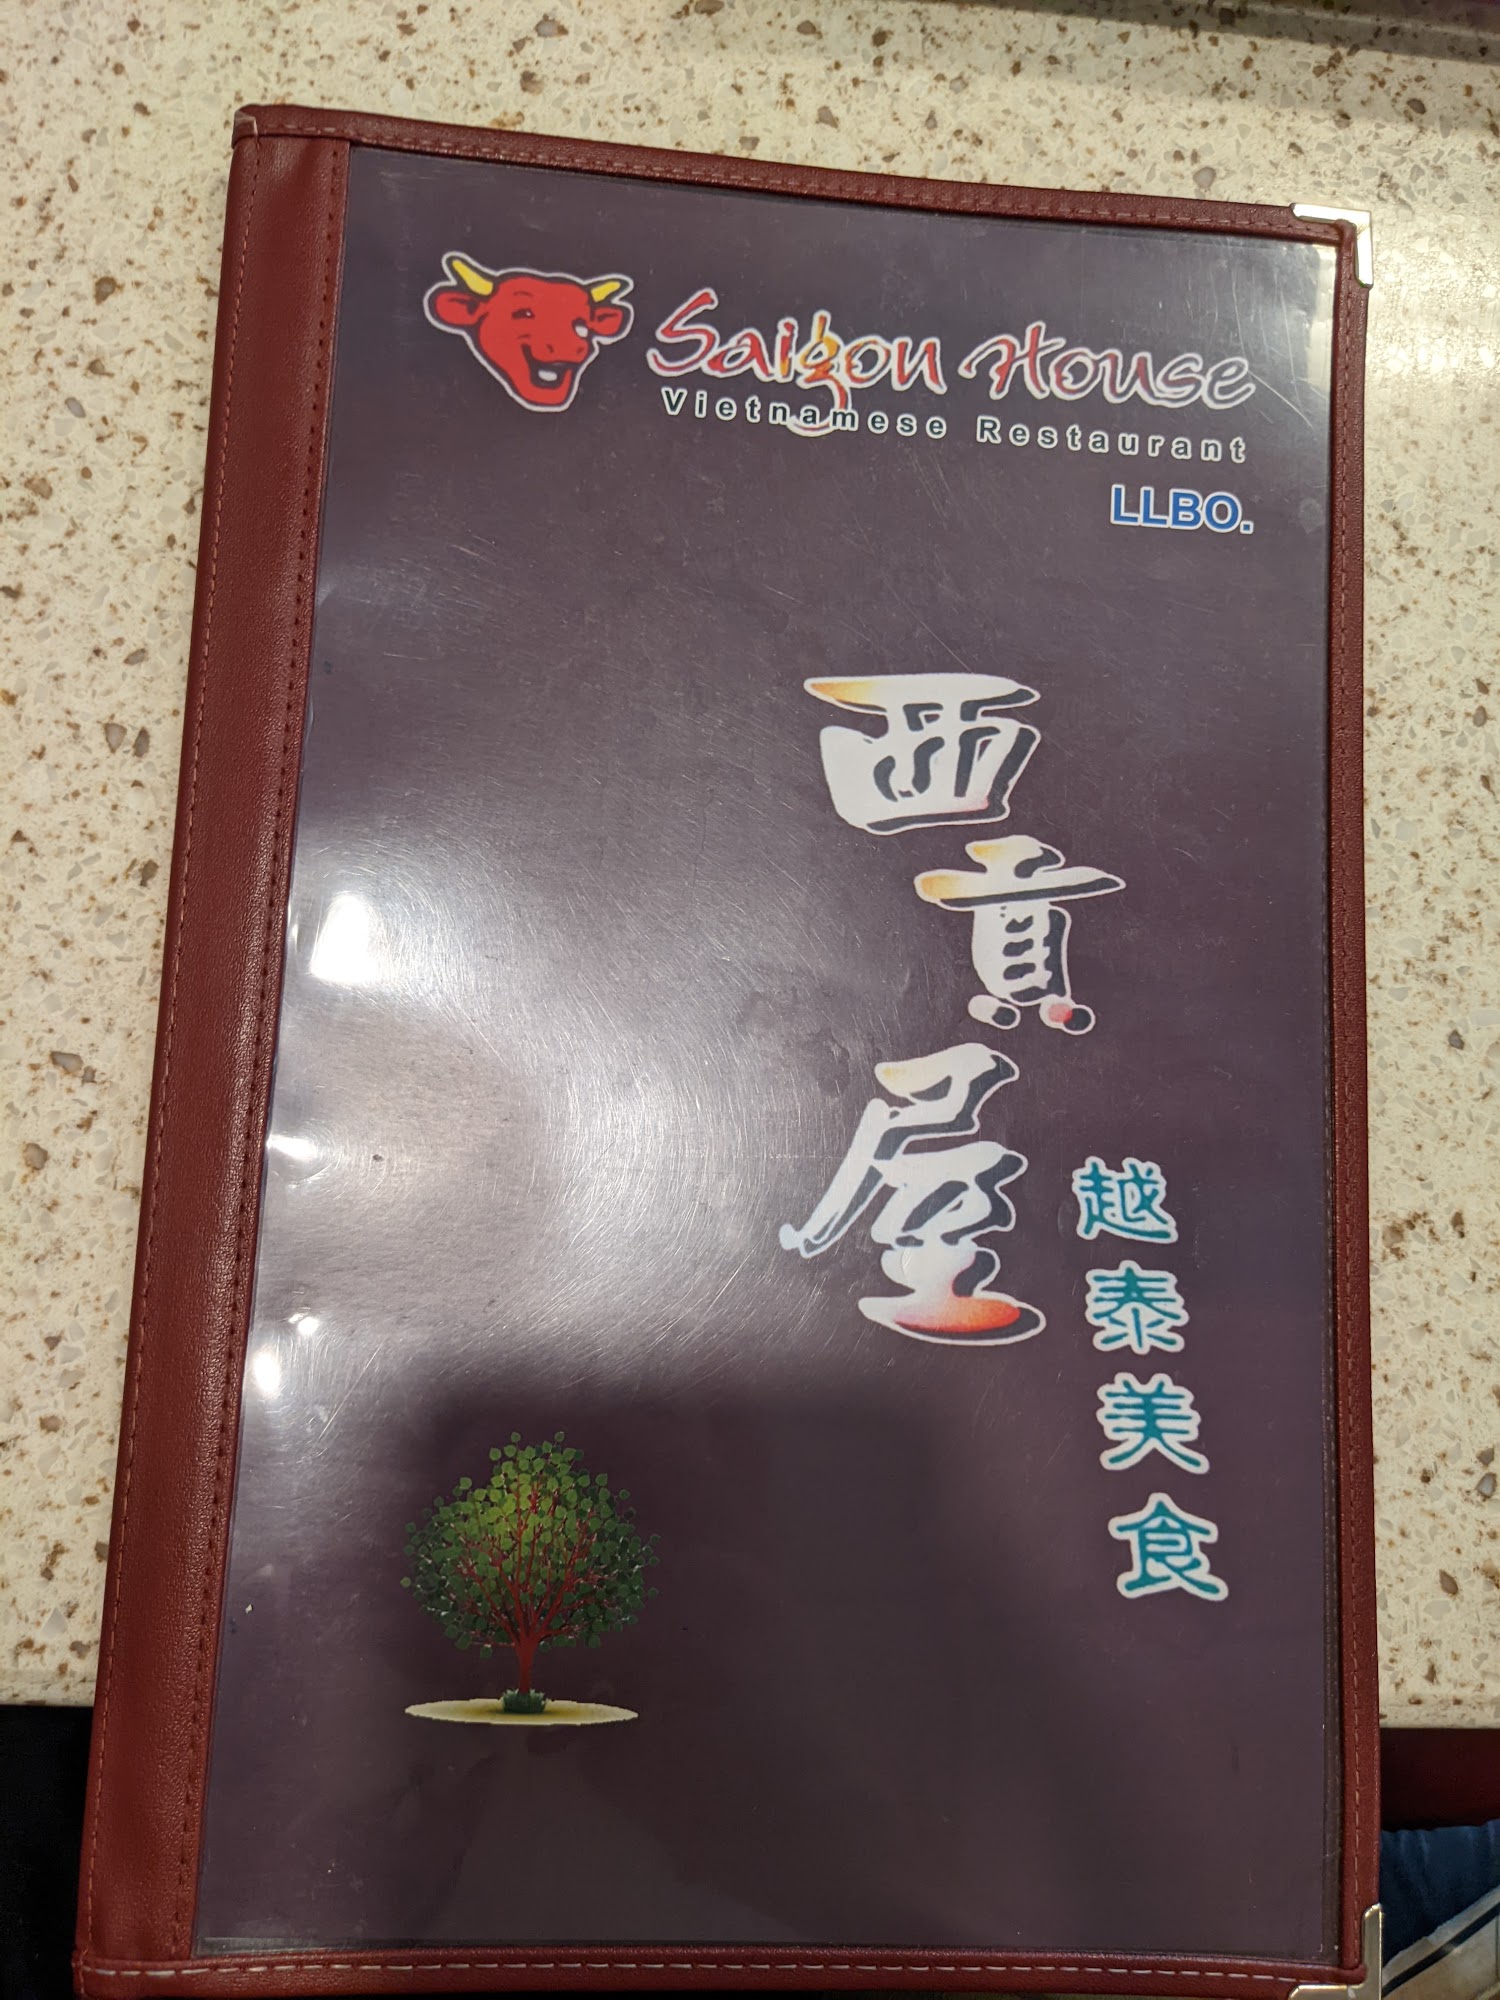 Saigon House
Vietnamese Restaurant
LLBO.
西貢屋
越泰美食